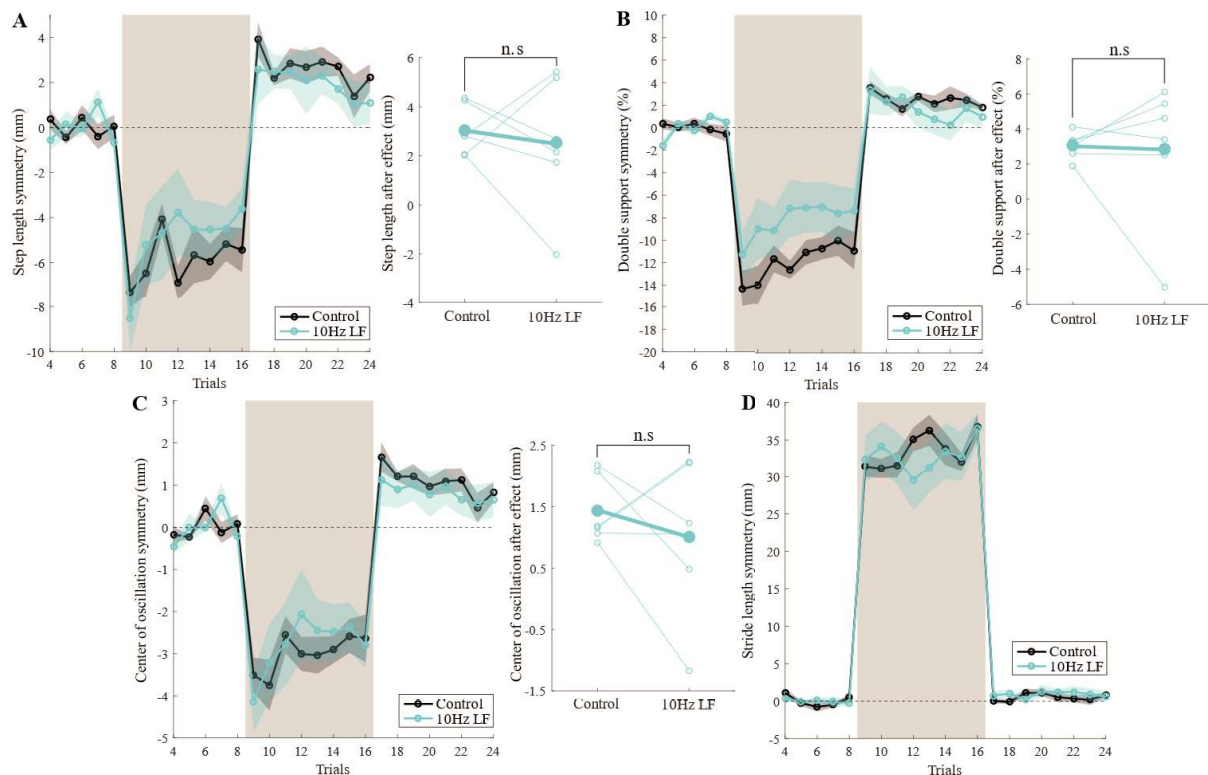 A
Step length symmetry (mm)
4
2
0
-2
-4
-6
-8
-10
4 6 8 10 12 14 16 18 20 22 24
Trials
Control
10Hz LF
n.s
Step length after effect (mm)
6
4
2
0
-2
-4
Control 10Hz LF
B
Double support symmetry (%)
10
8
6
4
2
0
-2
-4
-6
-8
-10
-12
-14
-16
-18
-20
4 6 8 10 12 14 16 18 20 22 24
Trials
Control
10Hz LF
n.s
Double support after effect (%)
8
6
4
2
0
-2
-4
-6
Control 10Hz LF
C
Center of oscillation symmetry (mm)
3
2
1
0
-1
-2
-3
-4
-5
4 6 8 10 12 14 16 18 20 22 24
Trials
Control
10Hz LF
n.s
Center of oscillation after effect (mm)
2.5
1.5
0.5
-0.5
-1.5
Control 10Hz LF
D
Stride length symmetry (mm)
40
35
30
25
20
15
10
5
0
-5
4 6 8 10 12 14 16 18 20 22 24
Trials
Control
10Hz LF